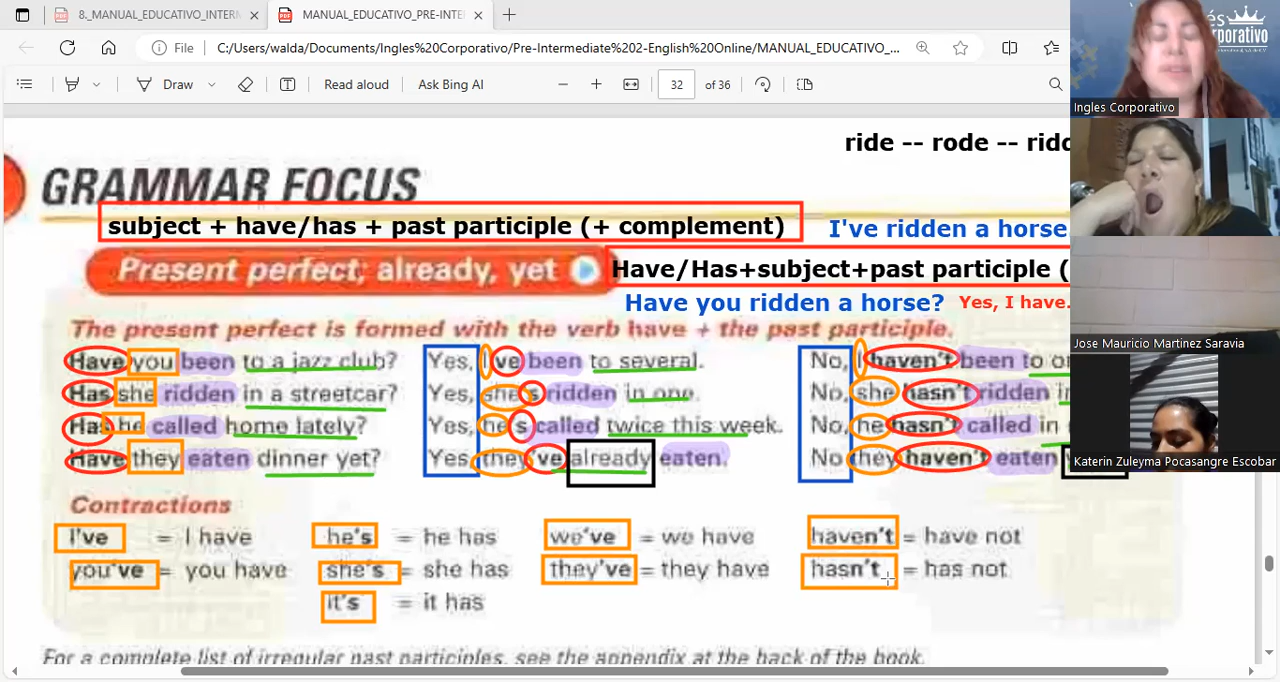 8._MANUAL_EDUCATIVO_INTERM
MANUAL_EDUCATIVO_PRE-INTE
File
C:/Users/walda/Documents/Ingles%20Corporativo/Pre-Intermediate%202-English%20Online/MANUAL_EDUCATIVO_...
Draw
Read aloud
Ask Bing AI
32
of 36
orporativo
Ingles Corporativo
ride -- rode -- ridd
GRAMMAR FOCUS
subject + have/has + past participle (+ complement)
I've ridden a horse.
Present perfect; already, yet
Have/Has+subject+past participle (
Have you ridden a horse?
Yes, I have.
The present perfect is formed with the verb have + the past participle.
Have you been to a jazz club?
Yes, I've been to several.
No, I haven't been to on
Has she ridden in a streetcar?
Yes, she's ridden in one.
No, she hasn't ridden in
Has he called home lately?
Yes, he's called twice this week.
No, he hasn't called in
Have they eaten dinner yet?
Yes, they've already eaten.
No they haven't eaten
Jose Mauricio Martinez Saravia
Katerin Zuleyma Pocasangre Escobar
Contractions
I've = I have
he's = he has
we've = we have
haven't = have not
you've = you have
she's = she has
they've = they have
hasn't = has not
it's = it has
For a complete list of irregular past participles, see the appendix at the back of the book.